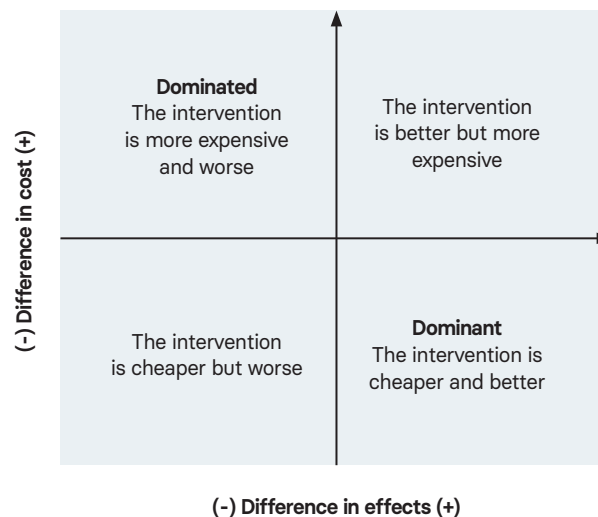 Dominated
The intervention
is more expensive
and worse
The intervention
is better but more
expensive
(-) Difference in cost (+)
The intervention
is cheaper but worse
Dominant
The intervention is
cheaper and better
(-) Difference in effects (+)